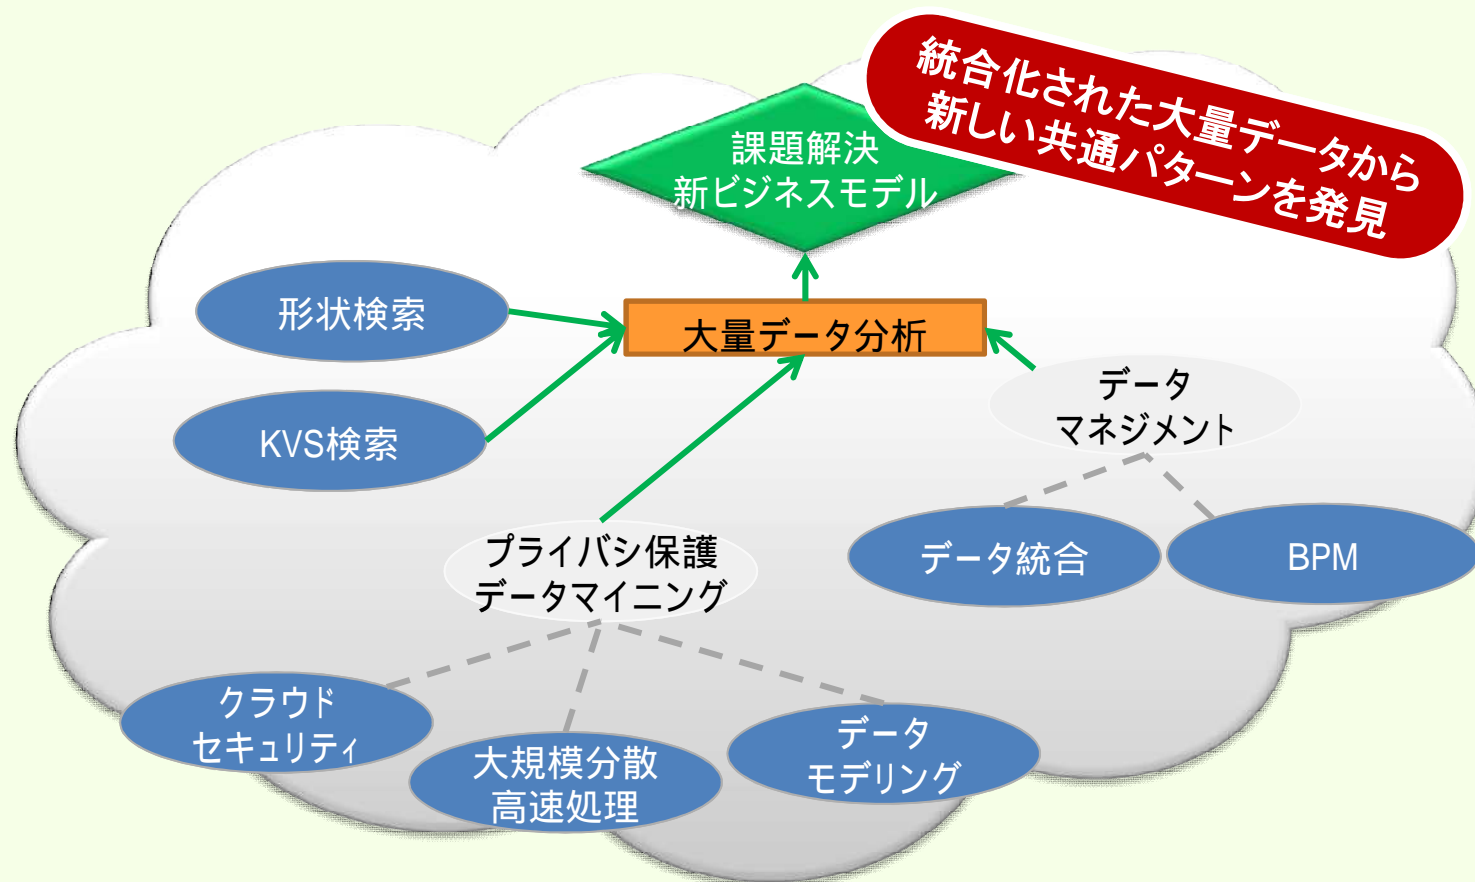 統合化された大量データから
新しい共通パターンを発見
課題解決
新ビジネスモデル
形状検索
大量データ分析
KVS検索
データ
マネジメント
プライバシ保護
データマイニング
データ統合
BPM
クラウド
セキュリティ
大規模分散
高速処理
データ
モデリング